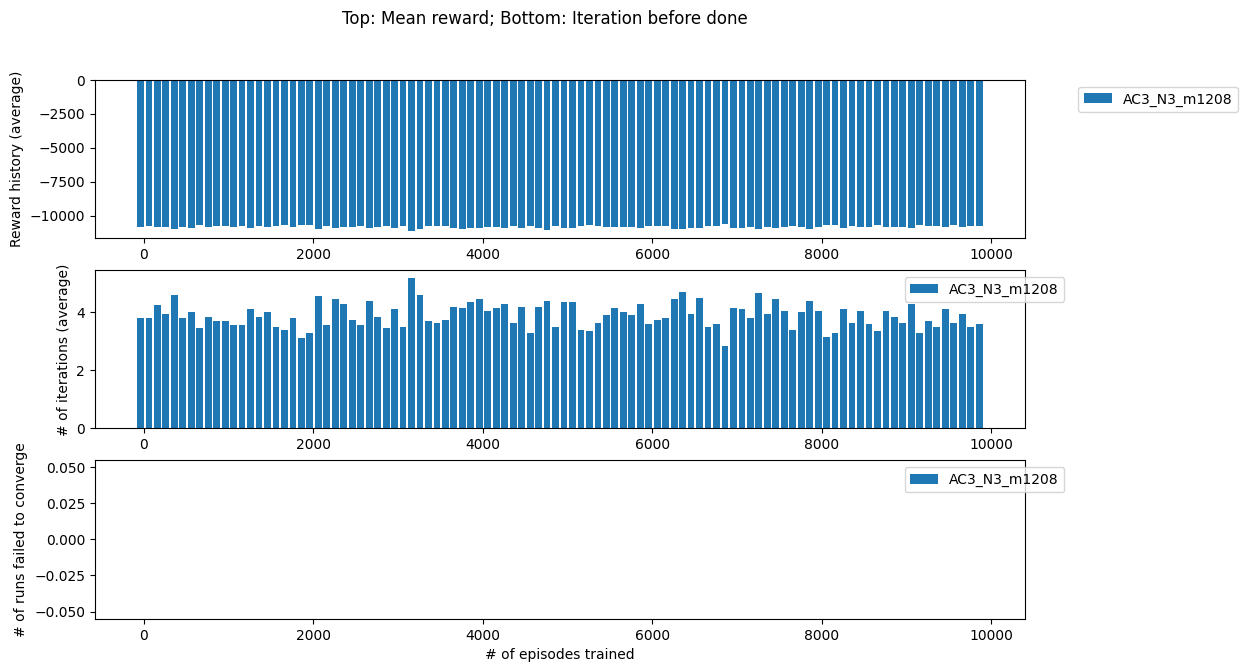 Top: Mean reward; Bottom: Iteration before done
Reward history (average)
0
−2500
−5000
−7500
−10000
0 2000 4000 6000 8000 10000
AC3_N3_m1208
# of iterations (average)
4
2
0
0 2000 4000 6000 8000 10000
AC3_N3_m1208
# of runs failed to converge
0.050
0.025
0.000
−0.025
−0.050
0 2000 4000 6000 8000 10000
AC3_N3_m1208
# of episodes trained